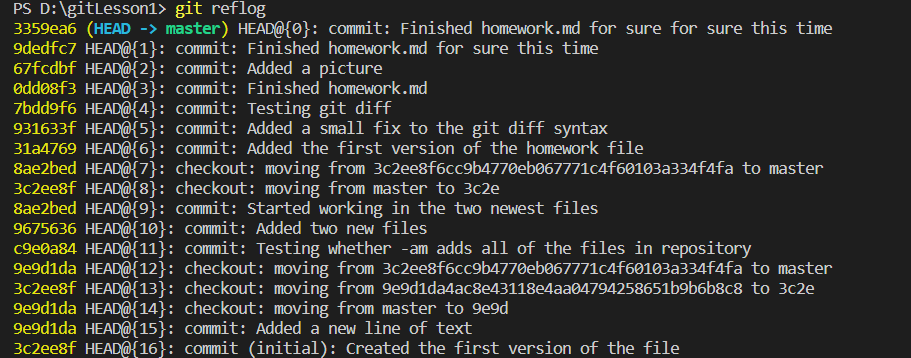 PS D:\gitLesson1> git reflog
3359ea6 (HEAD -> master) HEAD@{0}: commit: Finished homework.md for sure for sure this time
9dedfc7 HEAD@{1}: commit: Finished homework.md for sure this time
67fcdbf HEAD@{2}: commit: Added a picture
0dd08f3 HEAD@{3}: commit: Finished homework.md
7bdd9f6 HEAD@{4}: commit: Testing git diff
931633f HEAD@{5}: commit: Added a small fix to the git diff syntax
31a4769 HEAD@{6}: commit: Added the first version of the homework file
8ae2bed HEAD@{7}: checkout: moving from 3c2ee8f6cc9b4770eb067771c4f60103a334f4fa to master
3c2ee8f HEAD@{8}: checkout: moving from master to 3c2e
8ae2bed HEAD@{9}: commit: Started working in the two newest files
9675636 HEAD@{10}: commit: Added two new files
c9e0a84 HEAD@{11}: commit: Testing whether -am adds all of the files in repository
9e9d1da HEAD@{12}: checkout: moving from 3c2ee8f6cc9b4770eb067771c4f60103a334f4fa to master
3c2ee8f HEAD@{13}: checkout: moving from 9e9d1da4ac8e43118e4aa04794258651b9b6b8c8 to 3c2e
9e9d1da HEAD@{14}: checkout: moving from master to 9e9d
9e9d1da HEAD@{15}: commit: Added a new line of text
3c2ee8f HEAD@{16}: commit (initial): Created the first version of the file